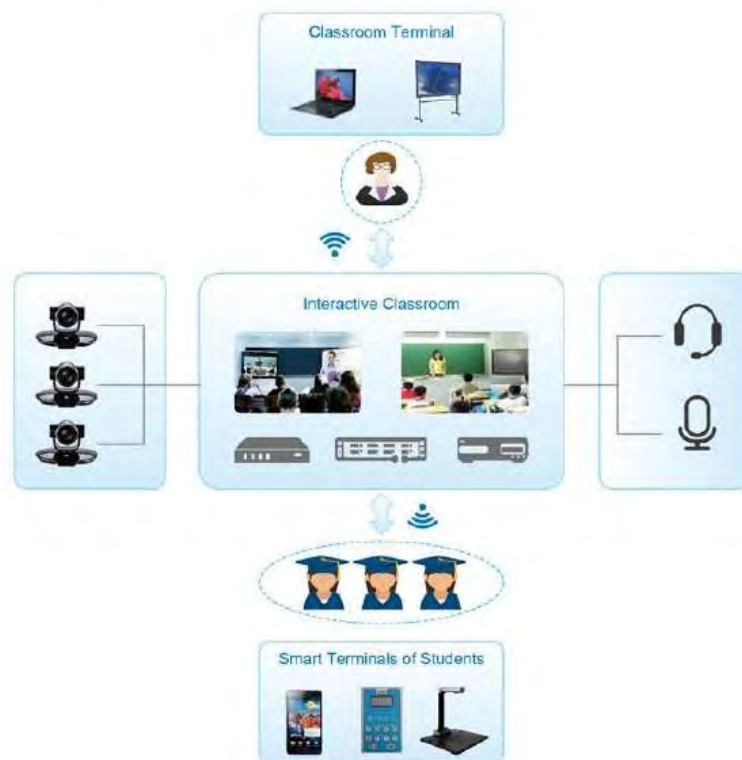 Classroom Terminal
Interactive Classroom
Smart Terminals of Students